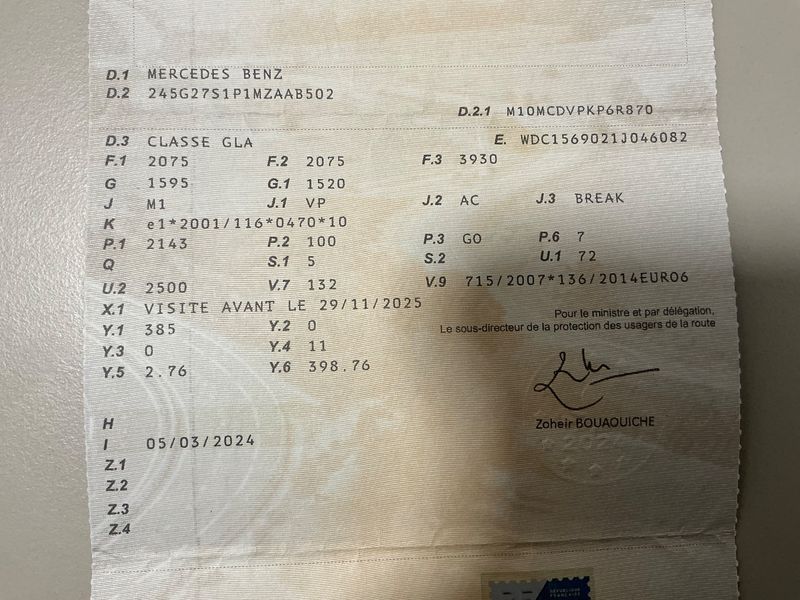 D.1 MERCEDES BENZ
D.2 245G27S1P1MZAAB502
D.2.1 M10MCDVPKP6R870
D.3 CLASSE GLA E. WDC1569021J046082
F.1 2075 F.2 2075 F.3 3930
G 1595 G.1 1520
J M1 J.1 VP J.2 AC J.3 BREAK
K e1*2001/116*0470*10
P.1 2143 P.2 100 P.3 GO P.6 7
Q S.1 5 S.2 U.1 72
U.2 2500 V.7 132 V.9 715/2007*136/2014EURO6
X.1 VISITE AVANT LE 29/11/2025
Pour le ministre et par délégation,
Y.1 385 Y.2 0 Le sous-directeur de la protection des usagers de la route
Y.3 0 Y.4 11
Y.5 2.76 Y.6 398.76
Zoheir BOUAOUICHE
H
I 05/03/2024
Z.1
Z.2
Z.3
Z.4
RÉPUBLIQUE
FRANÇAISE